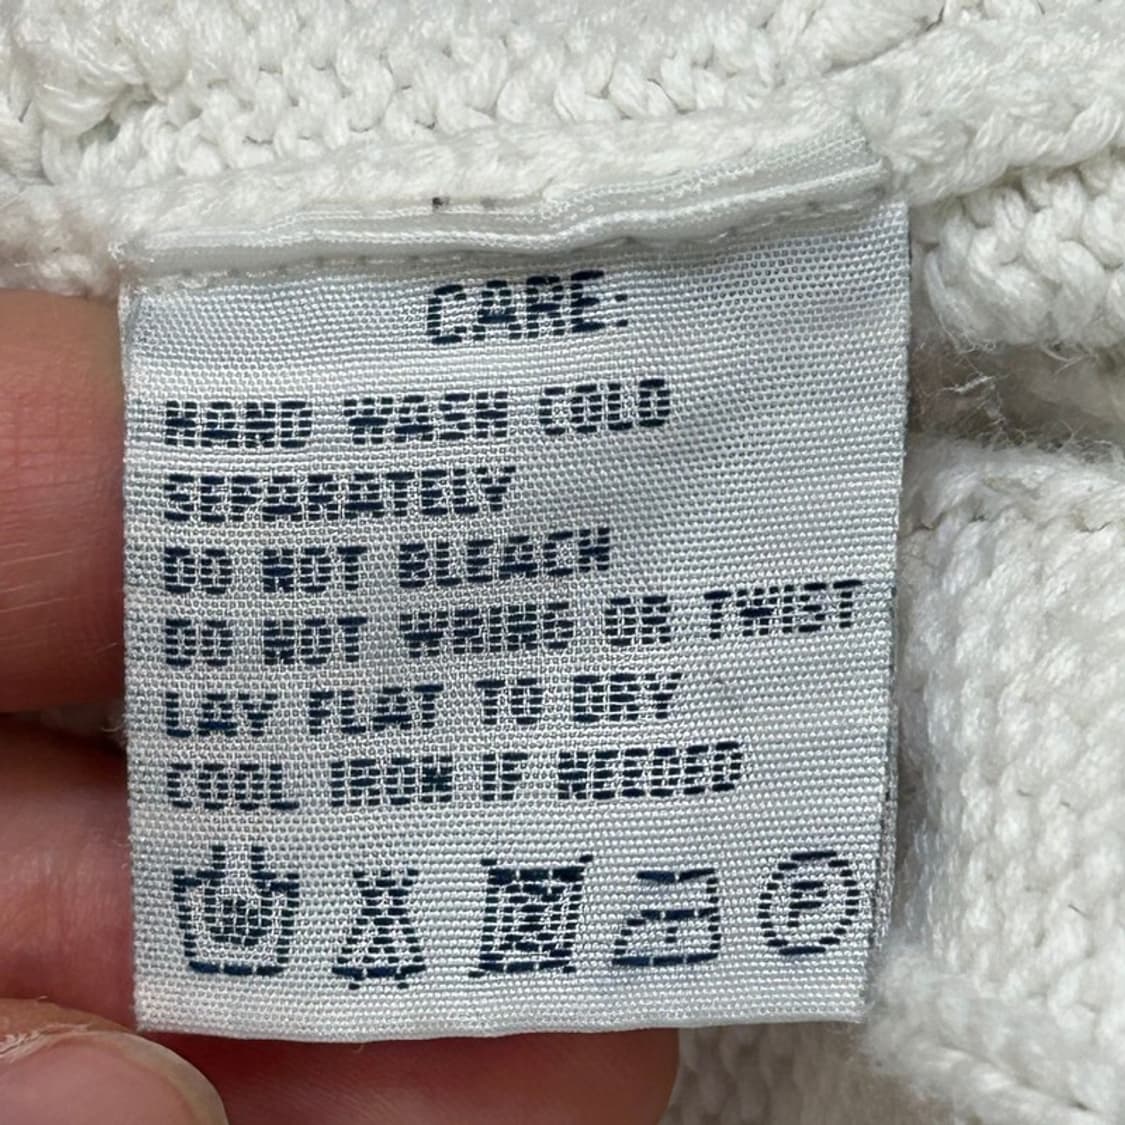 CARE:
HAND WASH COLD
SEPARATELY
DO NOT BLEACH
DO NOT WRING OR TWIST
LAY FLAT TO DRY
COOL IRON IF NEEDED
P